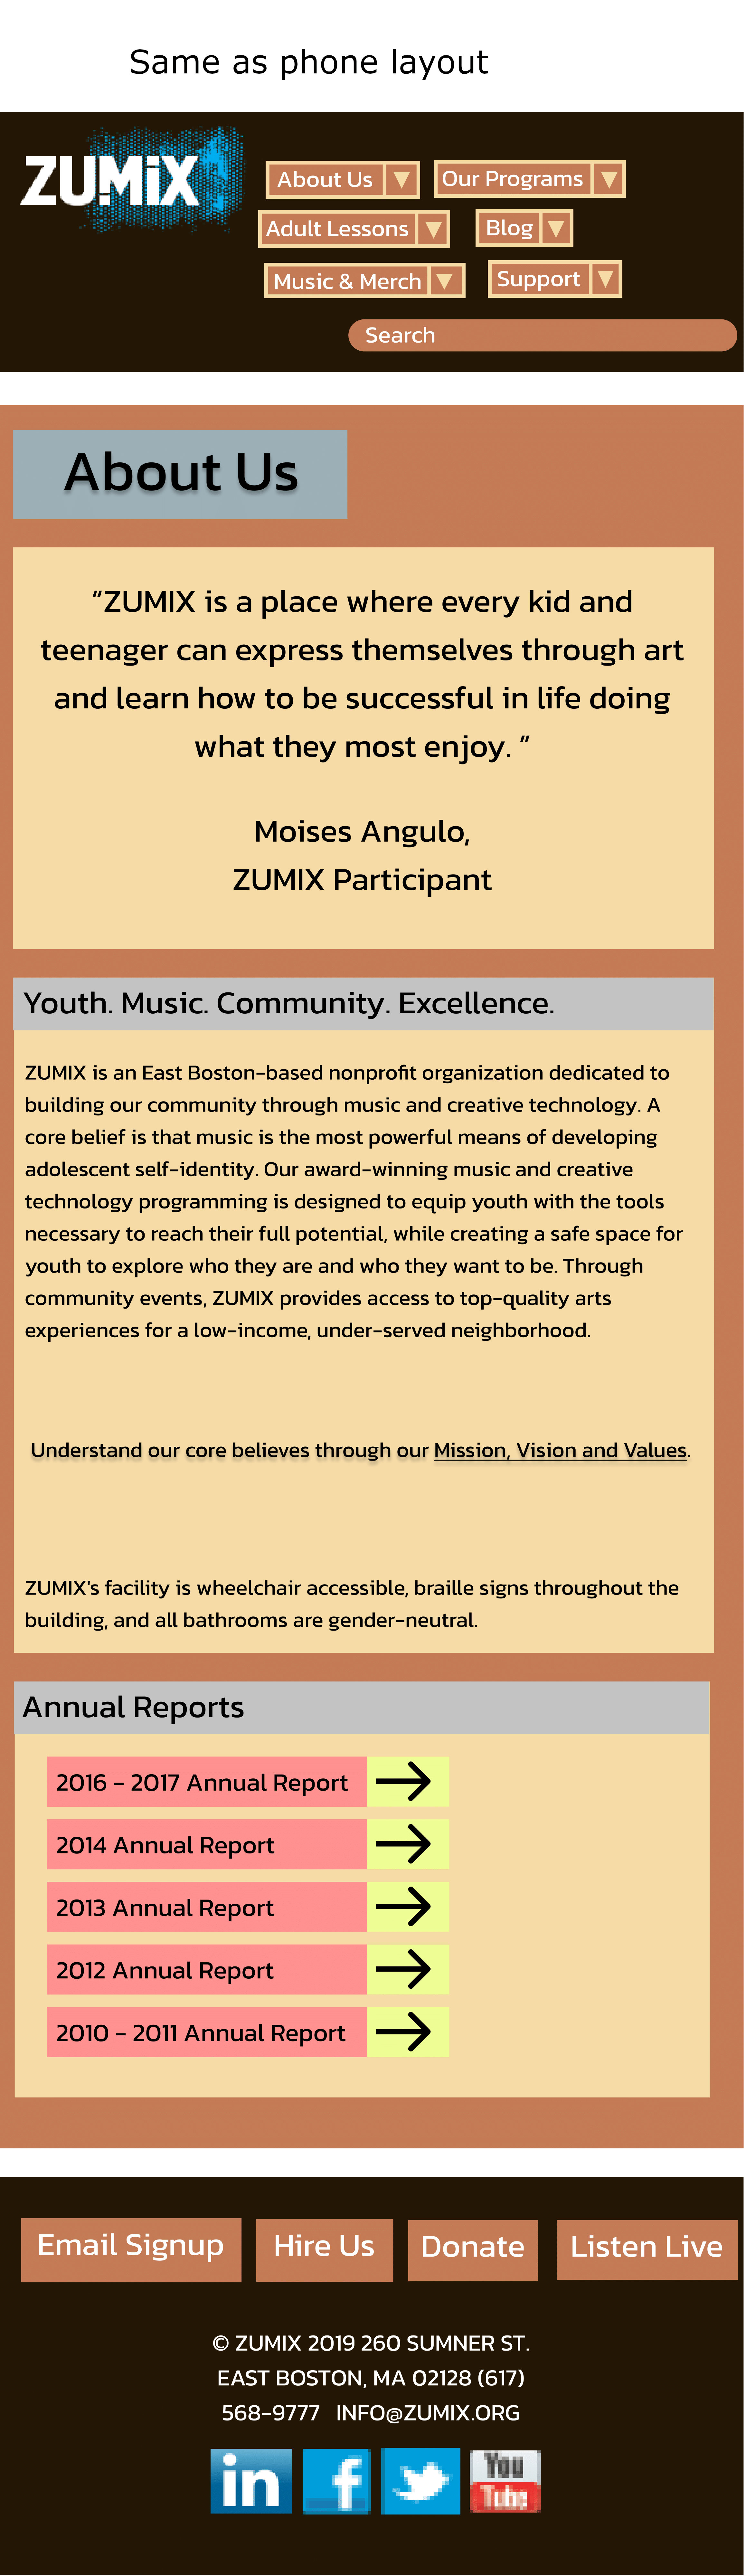 Same as phone layout
ZUMiX
About Us ▼ Our Programs ▼
Adult Lessons ▼ Blog ▼
Music & Merch ▼ Support ▼
Search
About Us
“ZUMIX is a place where every kid and
teenager can express themselves through art
and learn how to be successful in life doing
what they most enjoy. ”
Moises Angulo,
ZUMIX Participant
Youth. Music. Community. Excellence.
ZUMIX is an East Boston-based nonprofit organization dedicated to
building our community through music and creative technology. A
core belief is that music is the most powerful means of developing
adolescent self-identity. Our award-winning music and creative
technology programming is designed to equip youth with the tools
necessary to reach their full potential, while creating a safe space for
youth to explore who they are and who they want to be. Through
community events, ZUMIX provides access to top-quality arts
experiences for a low-income, under-served neighborhood.
Understand our core believes through our Mission, Vision and Values.
ZUMIX's facility is wheelchair accessible, braille signs throughout the
building, and all bathrooms are gender-neutral.
Annual Reports
2016 - 2017 Annual Report →
2014 Annual Report →
2013 Annual Report →
2012 Annual Report →
2010 - 2011 Annual Report →
Email Signup Hire Us Donate Listen Live
© ZUMIX 2019 260 SUMNER ST.
EAST BOSTON, MA 02128 (617)
568-9777 INFO@ZUMIX.ORG
in f You
Tube